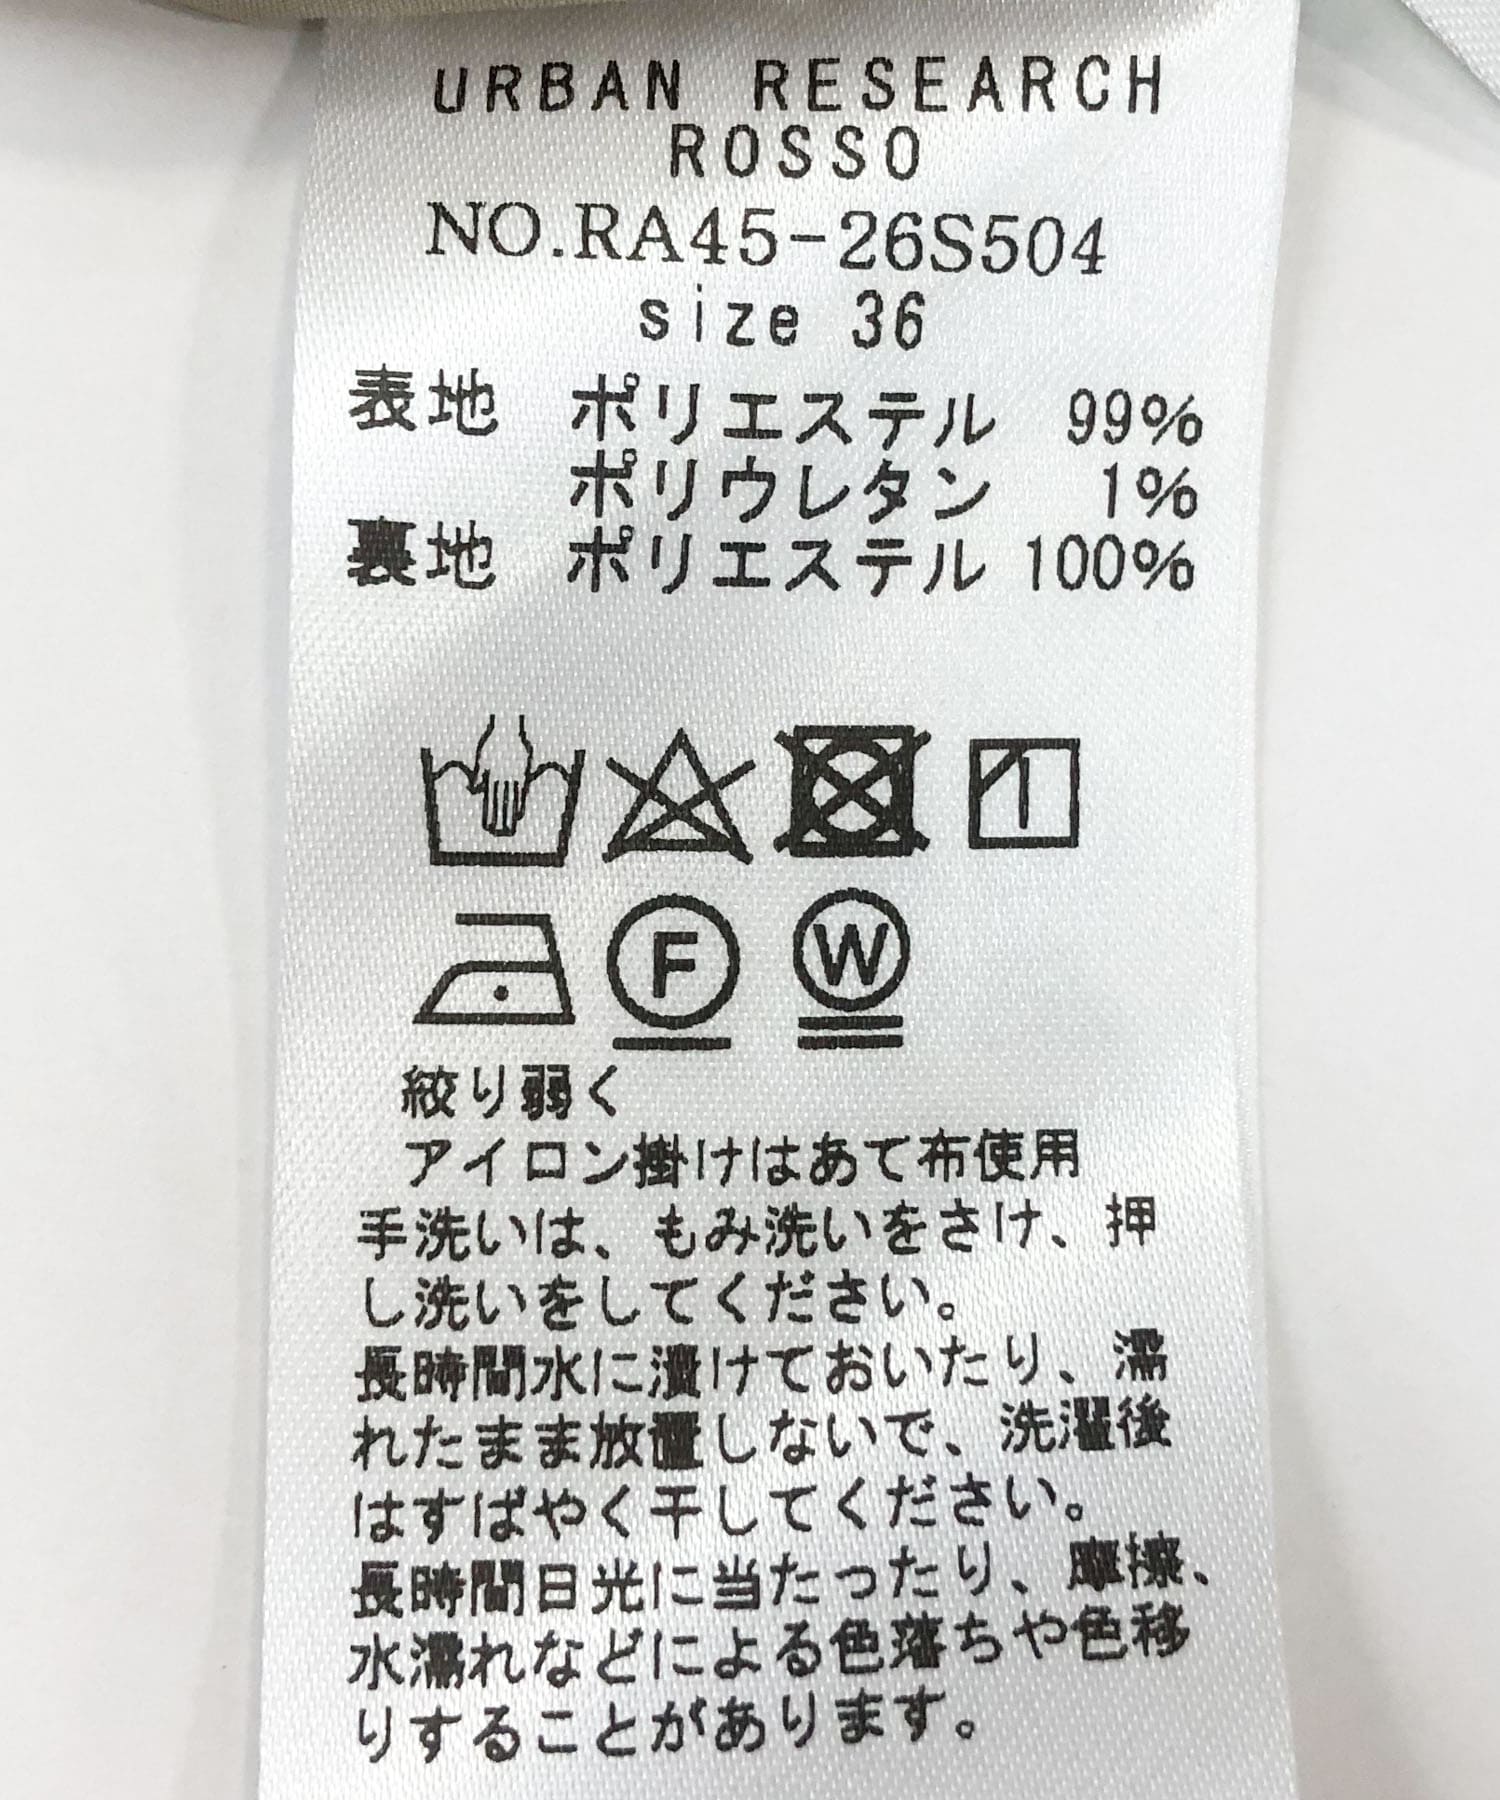 URBAN RESEARCH
ROSSO
NO.RA45-26S504
size 36
表地 ポリエステル 99%
ポリウレタン 1%
裏地 ポリエステル 100%
F W
絞り弱く
アイロン掛けはあて布使用
手洗いは、もみ洗いをさけ、押
し洗いをしてください。
長時間水に漬けておいたり、濡
れたまま放置しないで、洗濯後
はすばやく干してください。
長時間日光に当たったり、摩擦、
水濡れなどによる色落ちや色移
りすることがあります。